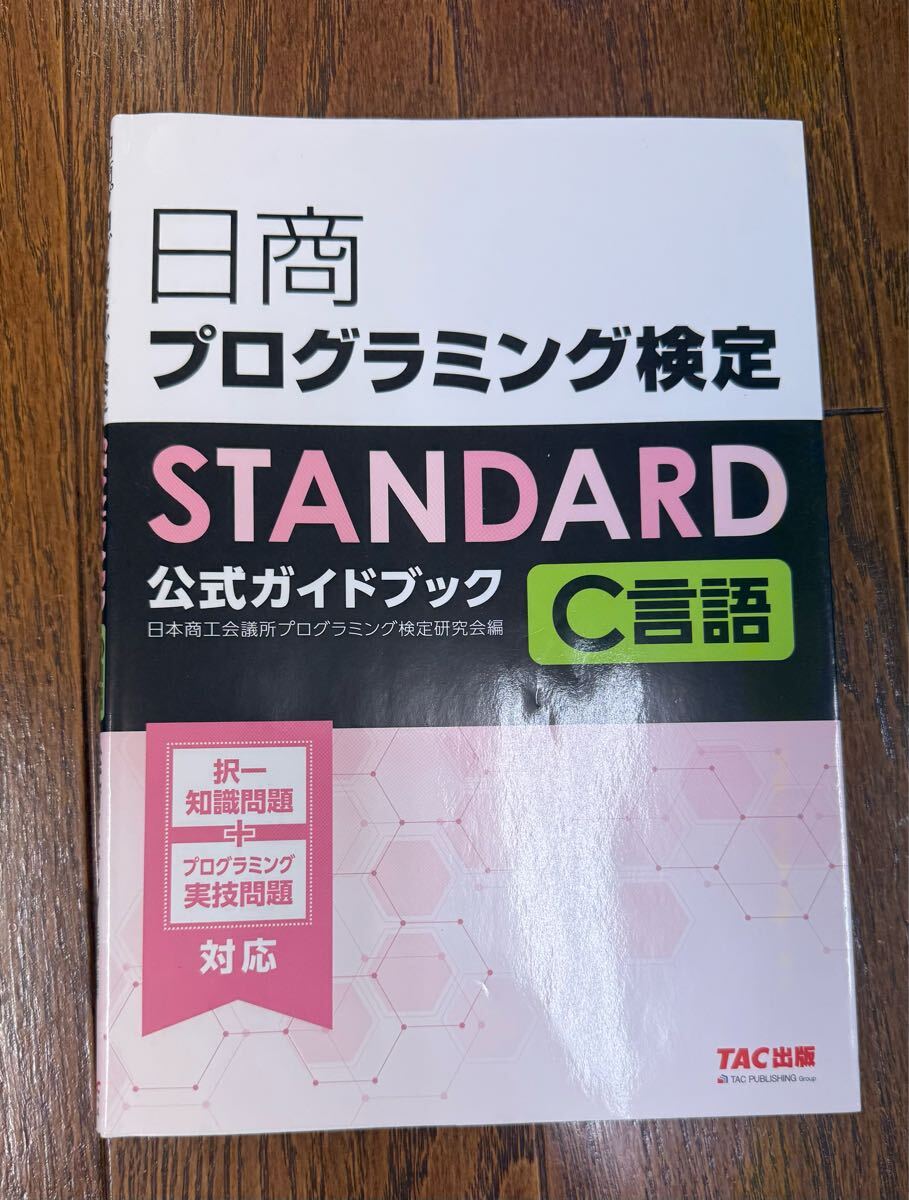 日商
プログラミング検定
STANDARD
公式ガイドブック
C言語
日本商工会議所プログラミング検定研究会編
択一
知識問題
+
プログラミング
実技問題
対応
TAC出版
TAC PUBLISHING Group